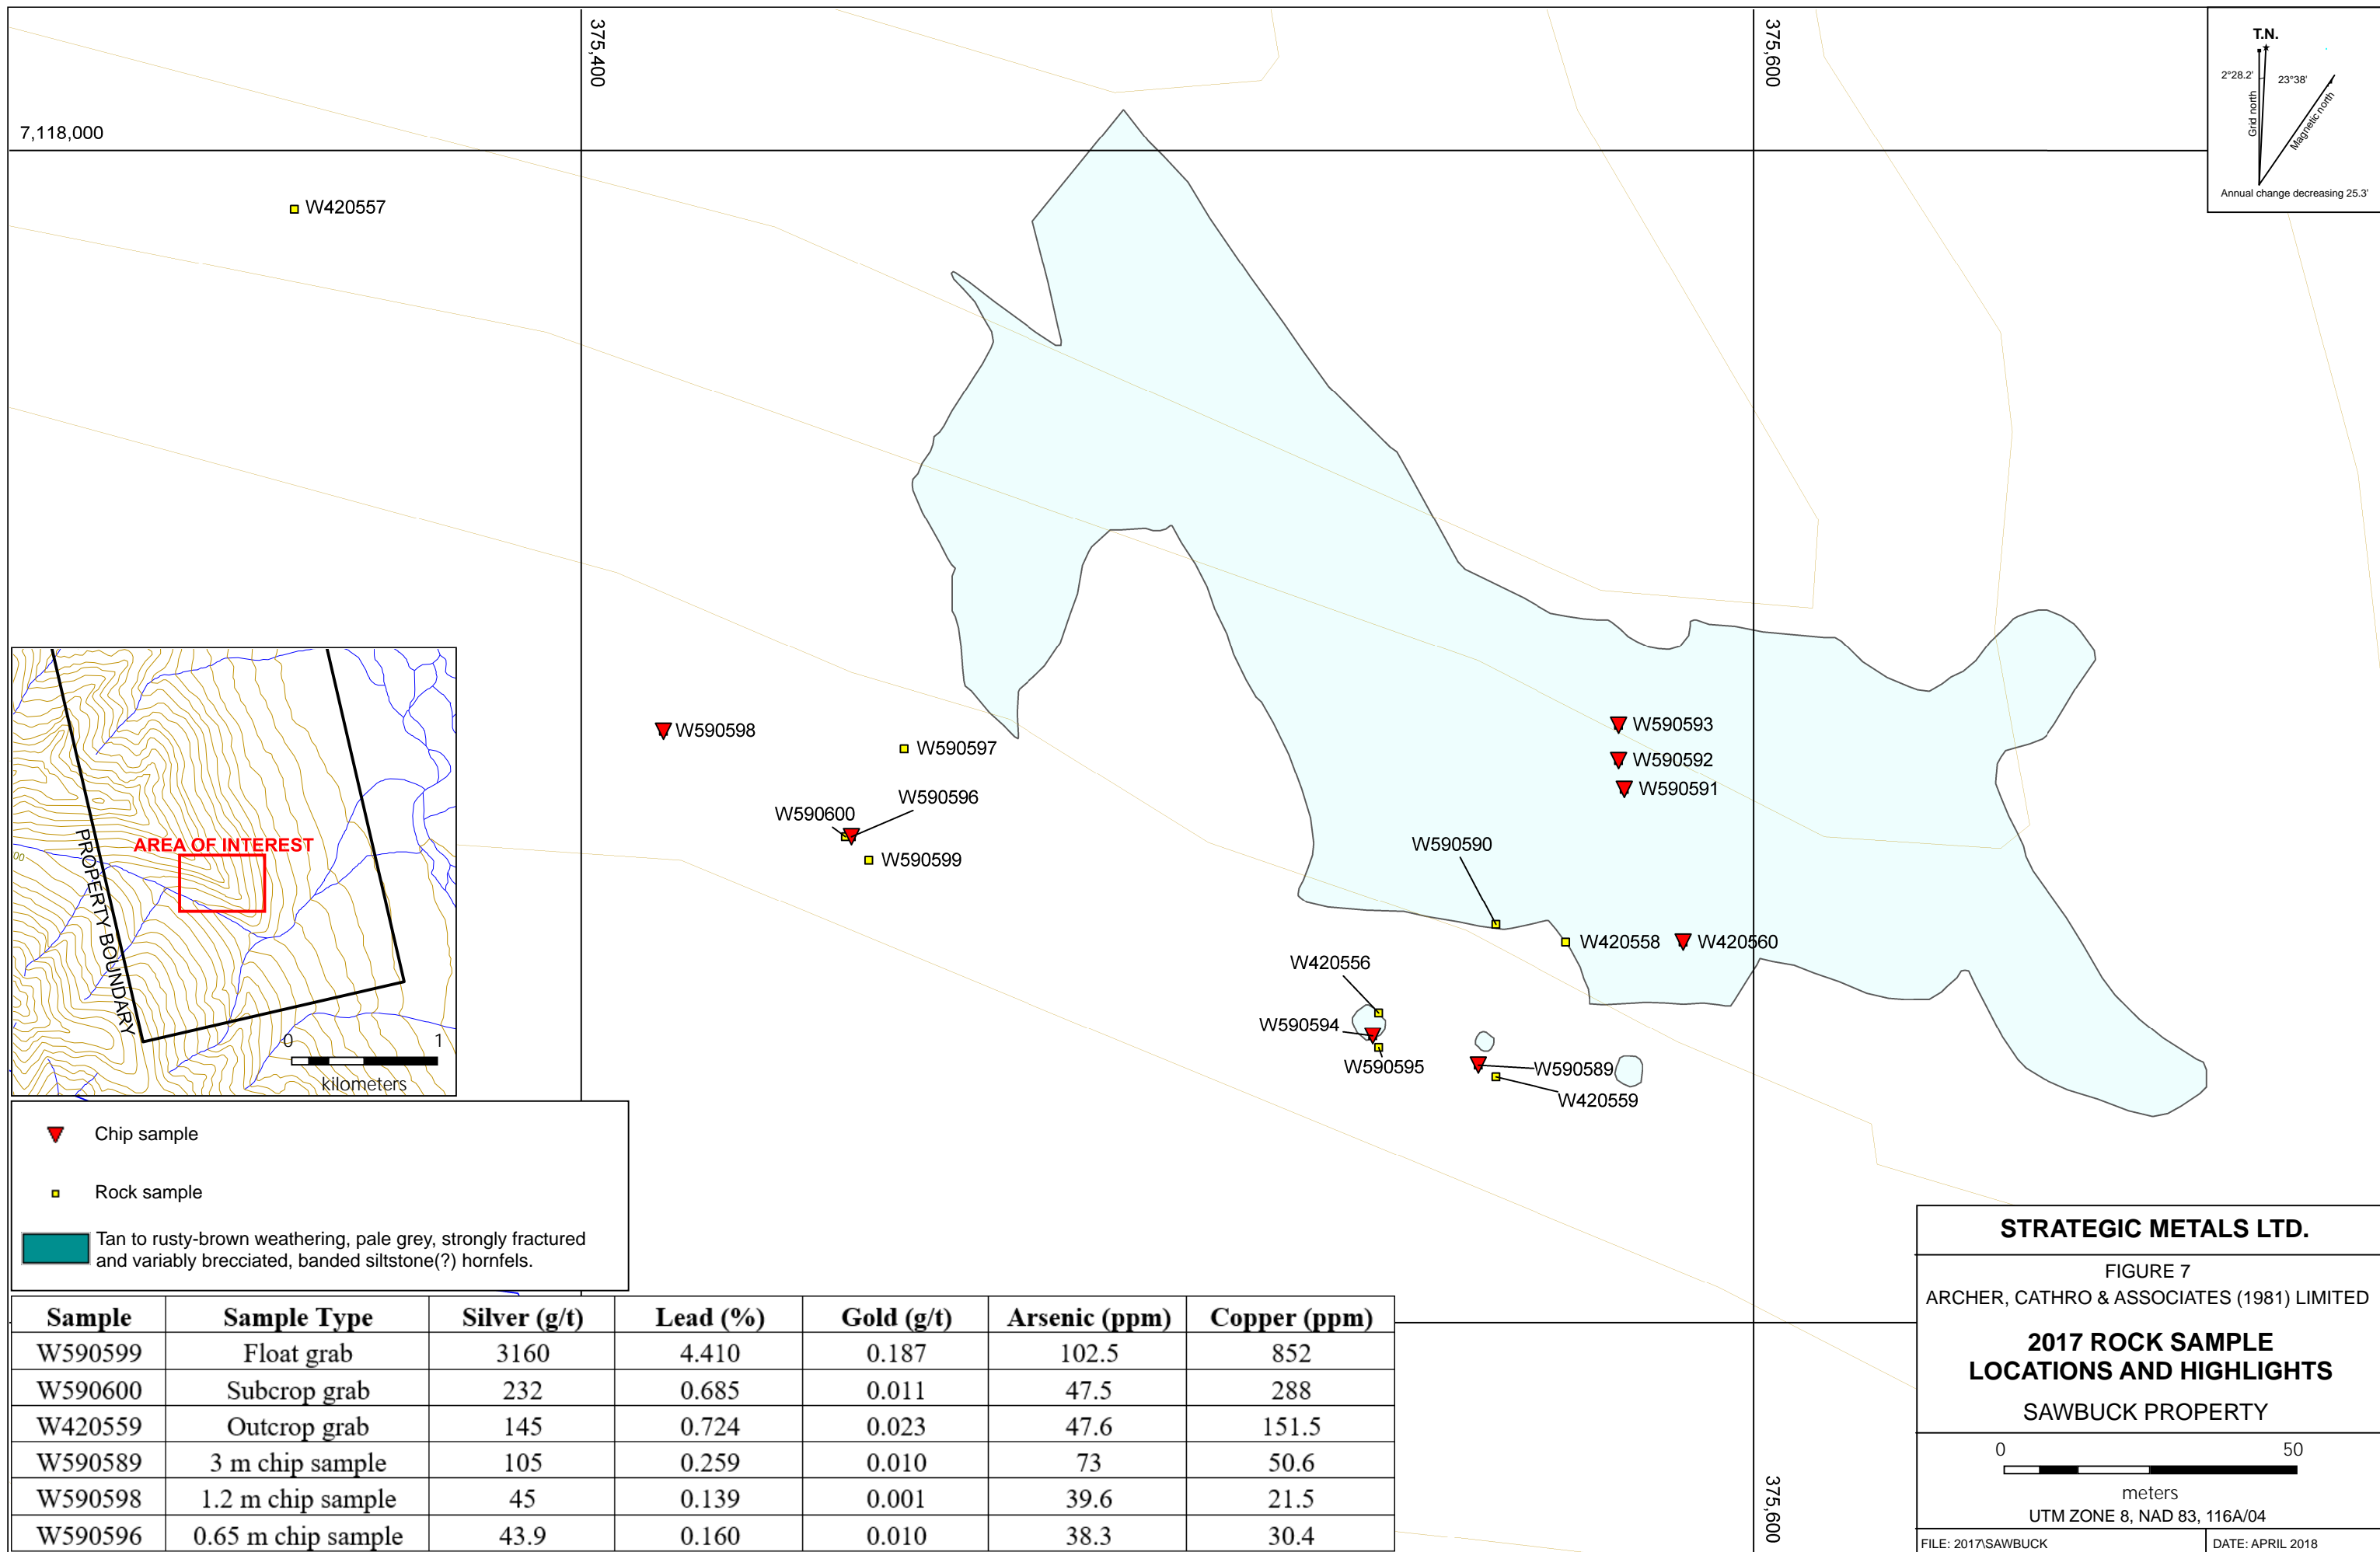 375,400
375,600
T.N.
2°28.2'
23°38'
Grid north
Magnetic north
Annual change decreasing 25.3'
7,118,000
W420557
W590598
W590597
W590596
W590600
W590599
W590593
W590592
W590591
W590590
W420558
W420560
W420556
W590594
W590595
W590589
W420559
AREA OF INTEREST
PROPERTY BOUNDARY
00
0 1
kilometers
Chip sample
Rock sample
Tan to rusty-brown weathering, pale grey, strongly fractured
and variably brecciated, banded siltstone(?) hornfels.
Sample Sample Type Silver (g/t) Lead (%) Gold (g/t) Arsenic (ppm) Copper (ppm)
W590599 Float grab 3160 4.410 0.187 102.5 852
W590600 Subcrop grab 232 0.685 0.011 47.5 288
W420559 Outcrop grab 145 0.724 0.023 47.6 151.5
W590589 3 m chip sample 105 0.259 0.010 73 50.6
W590598 1.2 m chip sample 45 0.139 0.001 39.6 21.5
W590596 0.65 m chip sample 43.9 0.160 0.010 38.3 30.4
375,600
STRATEGIC METALS LTD.
FIGURE 7
ARCHER, CATHRO & ASSOCIATES (1981) LIMITED
2017 ROCK SAMPLE
LOCATIONS AND HIGHLIGHTS
SAWBUCK PROPERTY
0 50
meters
UTM ZONE 8, NAD 83, 116A/04
FILE: 2017\SAWBUCK DATE: APRIL 2018